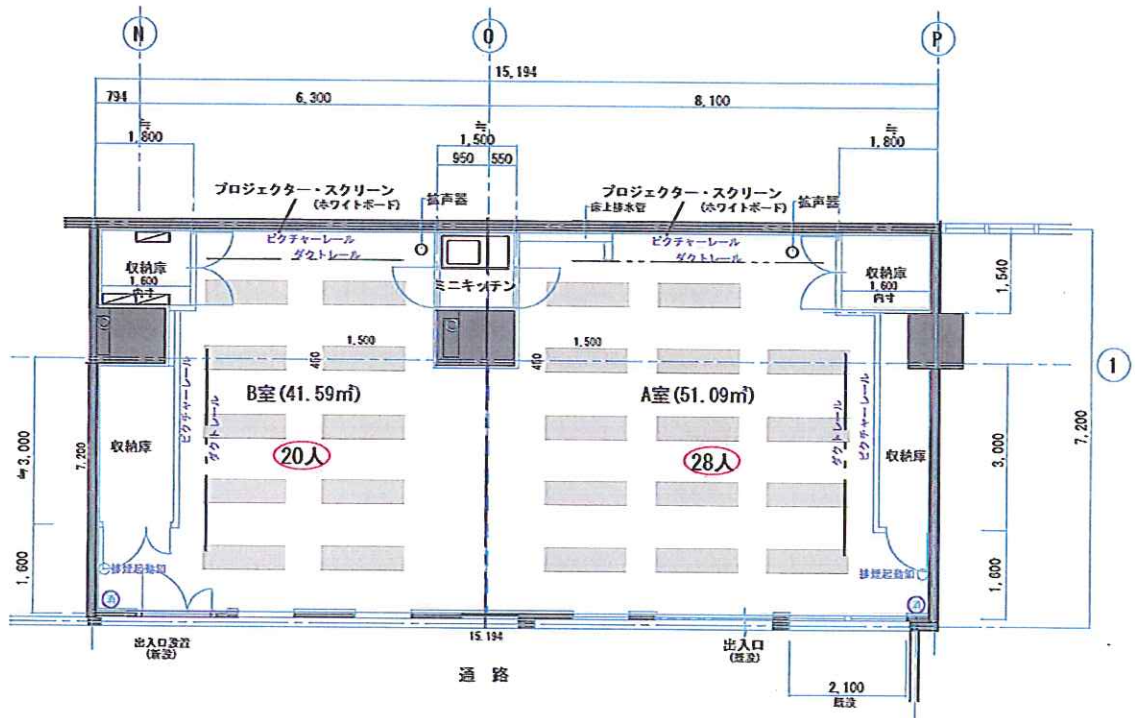 N
O
P
15,194
794
6,300
8,100
≒
1,800
≒
1,500
≒
1,800
950
550
プロジェクター・スクリーン
(ホワイトボード)
拡声器
床上排水管
プロジェクター・スクリーン
(ホワイトボード)
拡声器
ピクチャーレール
ダクトレール
ピクチャーレール
ダクトレール
収納庫
1,600
内寸
ミニキッチン
収納庫
1,600
内寸
1,540
1,500
450
1,500
450
1
B室(41.59㎡)
A室(51.09㎡)
ピクチャーレール
ダクトレール
ダクトレール
ピクチャーレール
収納庫
収納庫
20人
28人
≒3,000
7,200
3,000
7,200
1,600
1,600
排煙起動
排煙起動
消
出入口設置
(新設)
15,194
出入口
(既設)
通路
2,100
既設